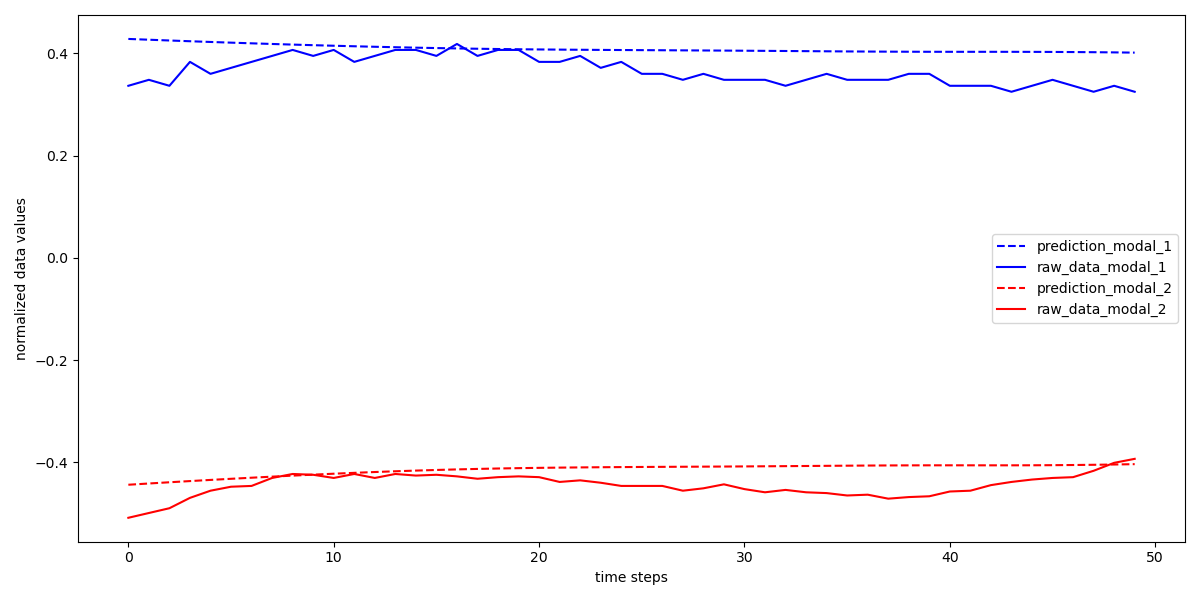 normalized data values
0.4
0.2
0.0
−0.2
−0.4
0
10
20
30
40
50
time steps
prediction_modal_1
raw_data_modal_1
prediction_modal_2
raw_data_modal_2